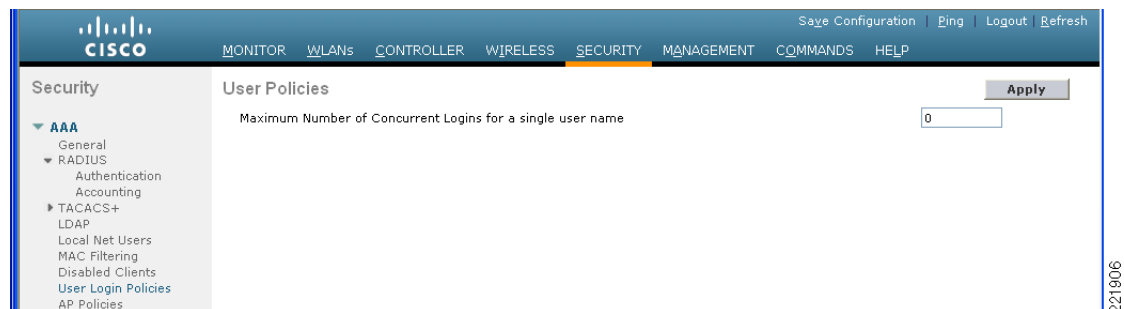 Save Configuration | Ping | Logout | Refresh
CISCO
MONITOR WLANs CONTROLLER WIRELESS SECURITY MANAGEMENT COMMANDS HELP
Security
User Policies
Apply
Maximum Number of Concurrent Logins for a single user name
0
AAA
General
RADIUS
Authentication
Accounting
TACACS+
LDAP
Local Net Users
MAC Filtering
Disabled Clients
User Login Policies
AP Policies
221906